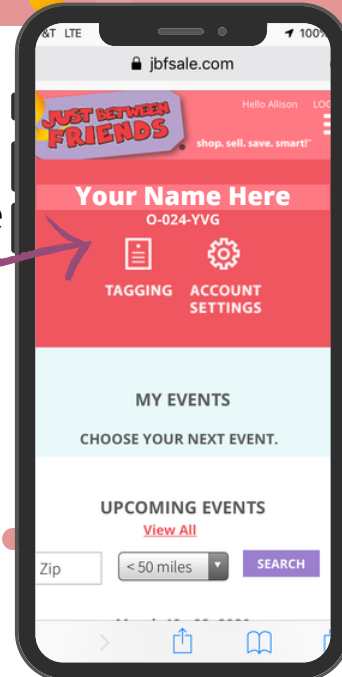 &T LTE 100%
jbfsale.com
Hello Allison LOG
JUST BETWEEN
FRIENDS
shop. sell. save. smart!
Your Name Here
O-024-YVG
TAGGING ACCOUNT
SETTINGS
MY EVENTS
CHOOSE YOUR NEXT EVENT.
UPCOMING EVENTS
View All
Zip < 50 miles SEARCH